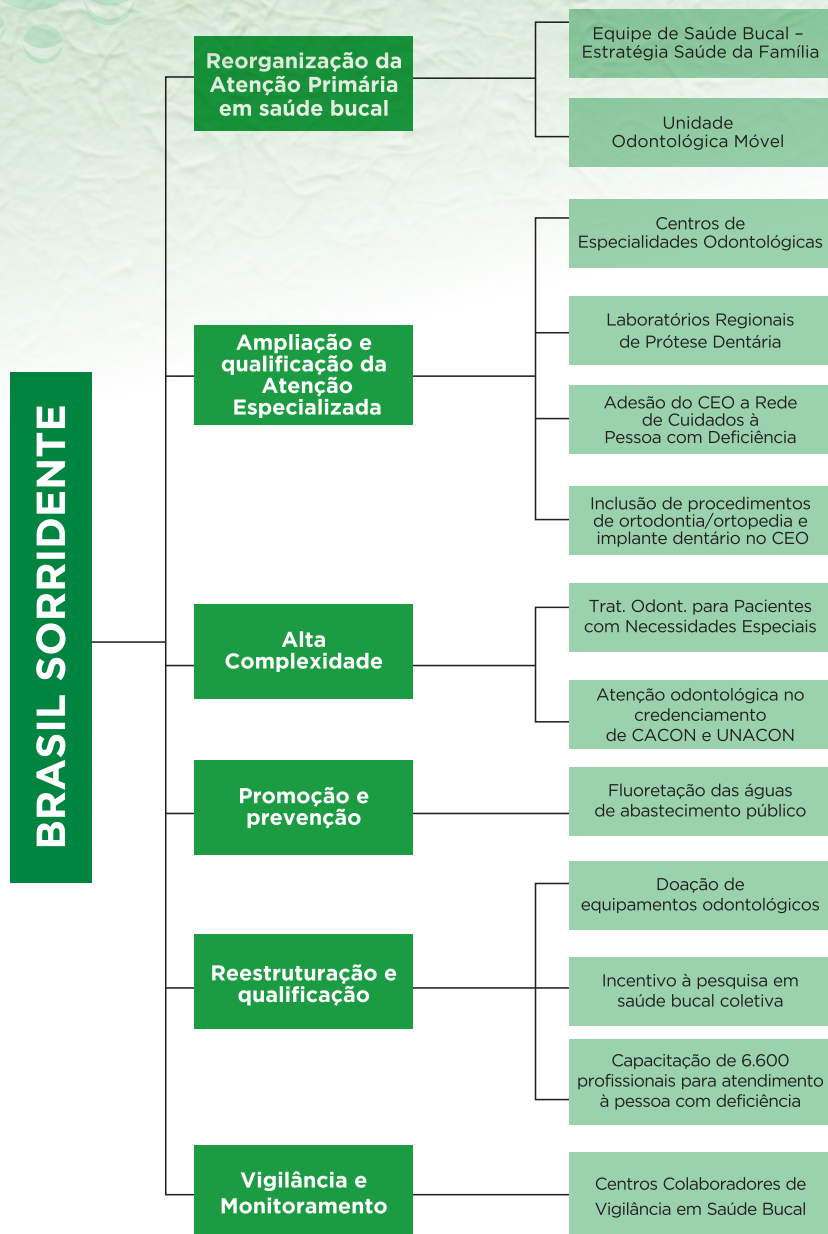 BRASIL SORRIDENTE
Reorganização da
Atenção Primária
em saúde bucal
Equipe de Saúde Bucal –
Estratégia Saúde da Família
Unidade
Odontológica Móvel
Ampliação e
qualificação da
Atenção
Especializada
Centros de
Especialidades Odontológicas
Laboratórios Regionais
de Prótese Dentária
Adesão do CEO a Rede
de Cuidados à
Pessoa com Deficiência
Inclusão de procedimentos
de ortodontia/ortopedia e
implante dentário no CEO
Alta
Complexidade
Trat. Odont. para Pacientes
com Necessidades Especiais
Atenção odontológica no
credenciamento
de CACON e UNACON
Promoção e
prevenção
Fluoretação das águas
de abastecimento público
Reestruturação e
qualificação
Doação de
equipamentos odontológicos
Incentivo à pesquisa em
saúde bucal coletiva
Capacitação de 6.600
profissionais para atendimento
à pessoa com deficiência
Vigilância e
Monitoramento
Centros Colaboradores de
Vigilância em Saúde Bucal